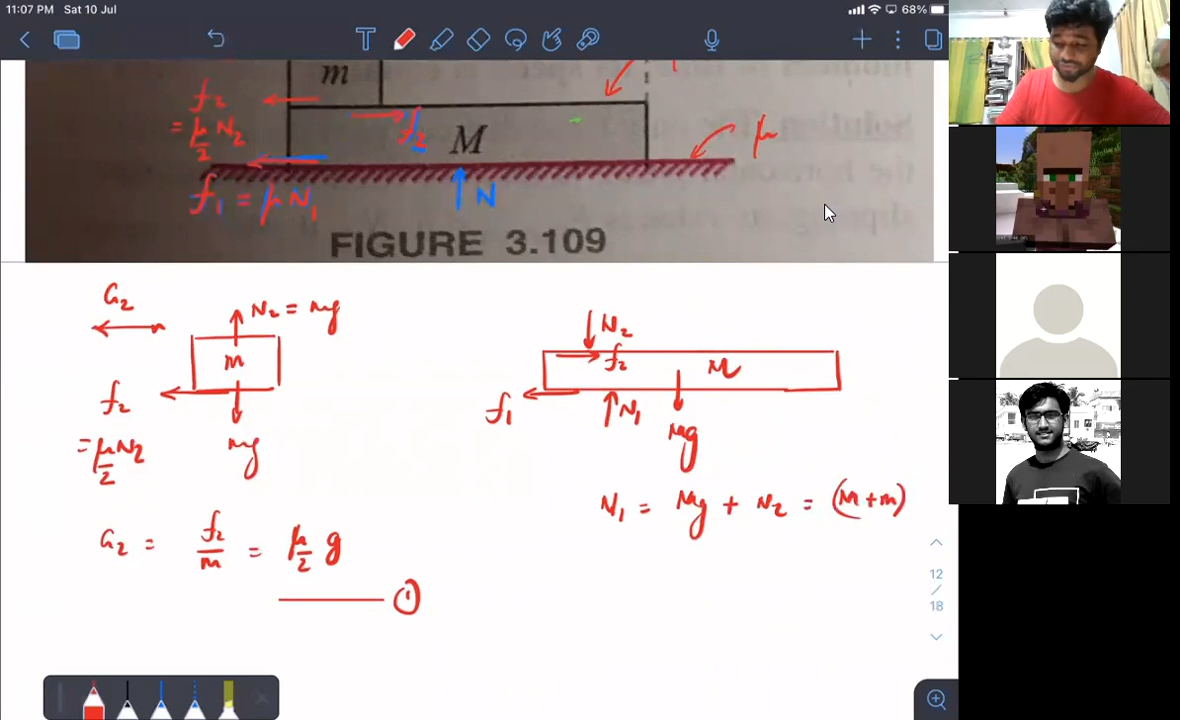 11:07 PM Sat 10 Jul
68%
m
f2
= μ/2 N2
f2
M
μ
f1 = μN1
N
FIGURE 3.109
Solution
a2
N2 = mg
m
f2
= μ/2 N2
mg
a2 = f2/m = μ/2 g
①
N2
f2
M
f1
N1
Mg
N1 = Mg + N2 = (M+m)
12
/
18